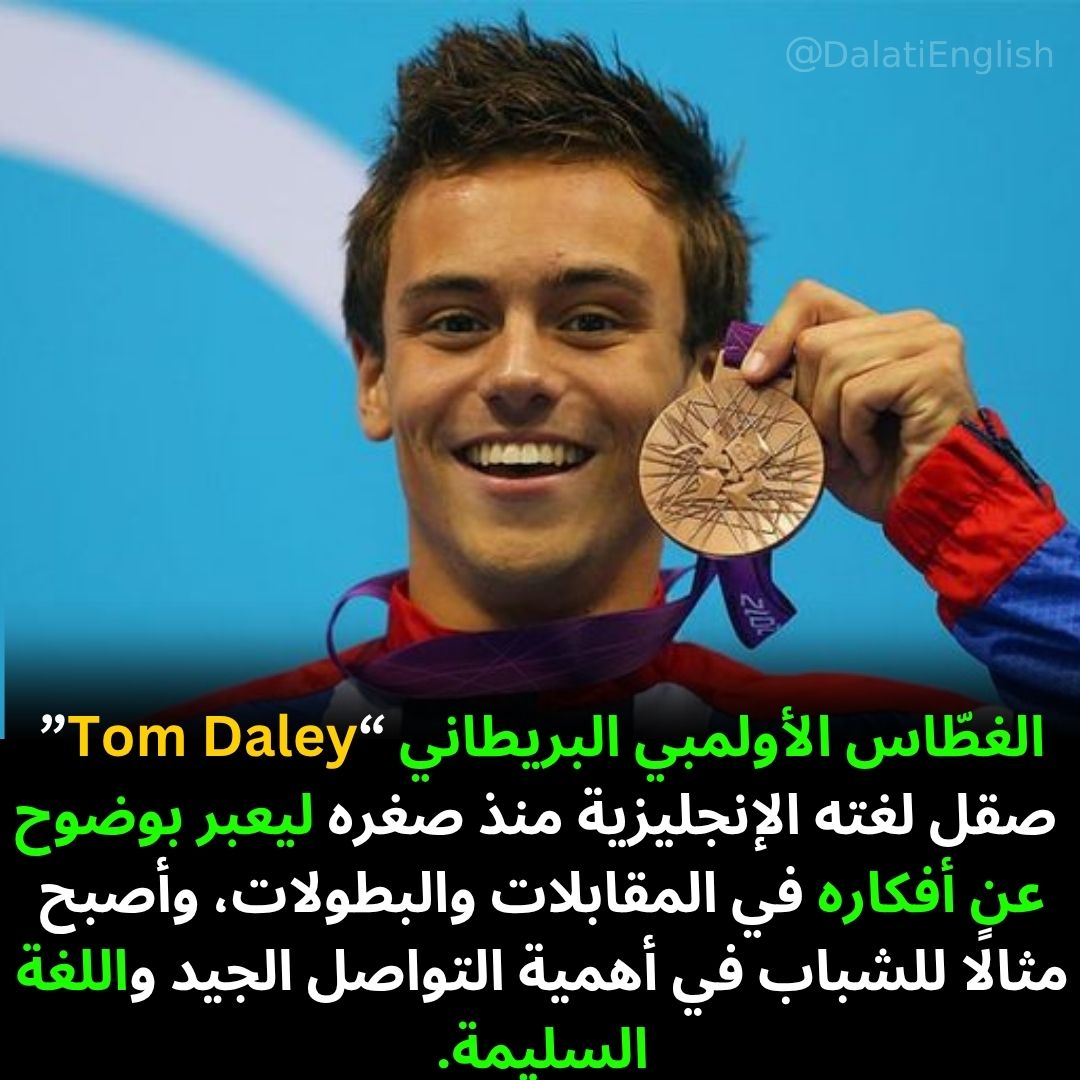 @DalatiEnglish
2012
الغطّاس الأولمبي البريطاني “Tom Daley”
صقل لغته الإنجليزية منذ صغره ليعبر بوضوح
عن أفكاره في المقابلات والبطولات، وأصبح
مثالًا للشباب في أهمية التواصل الجيد واللغة
السليمة.